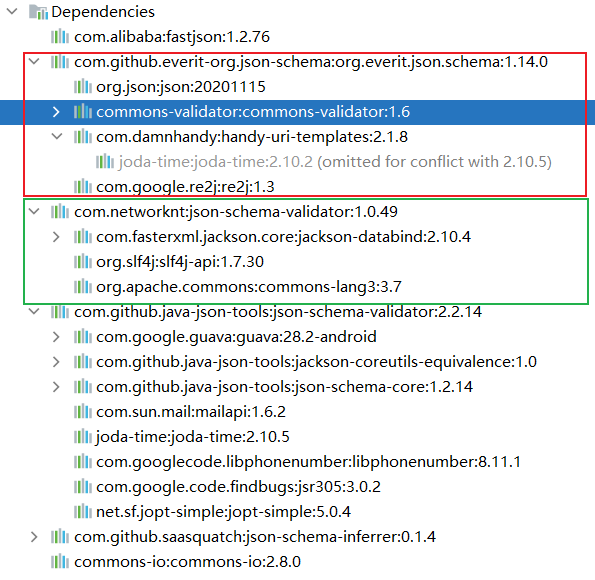 Dependencies
com.alibaba:fastjson:1.2.76
com.github.everit-org.json-schema:org.everit.json.schema:1.14.0
org.json:json:20201115
commons-validator:commons-validator:1.6
com.damnhandy:handy-uri-templates:2.1.8
joda-time:joda-time:2.10.2 (omitted for conflict with 2.10.5)
com.google.re2j:re2j:1.3
com.networknt:json-schema-validator:1.0.49
com.fasterxml.jackson.core:jackson-databind:2.10.4
org.slf4j:slf4j-api:1.7.30
org.apache.commons:commons-lang3:3.7
com.github.java-json-tools:json-schema-validator:2.2.14
com.google.guava:guava:28.2-android
com.github.java-json-tools:jackson-coreutils-equivalence:1.0
com.github.java-json-tools:json-schema-core:1.2.14
com.sun.mail:mailapi:1.6.2
joda-time:joda-time:2.10.5
com.googlecode.libphonenumber:libphonenumber:8.11.1
com.google.code.findbugs:jsr305:3.0.2
net.sf.jopt-simple:jopt-simple:5.0.4
com.github.saasquatch:json-schema-inferrer:0.1.4
commons-io:commons-io:2.8.0